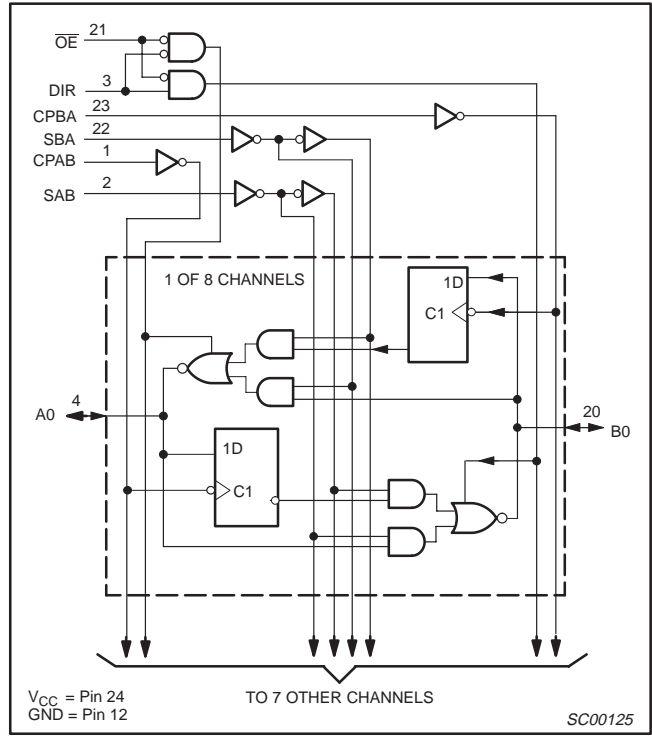 OE 21
DIR 3
CPBA 23
SBA 22
CPAB 1
SAB 2
1 OF 8 CHANNELS
1D
C1
A0 4
20 B0
1D
C1
VCC = Pin 24
GND = Pin 12
TO 7 OTHER CHANNELS
SC00125